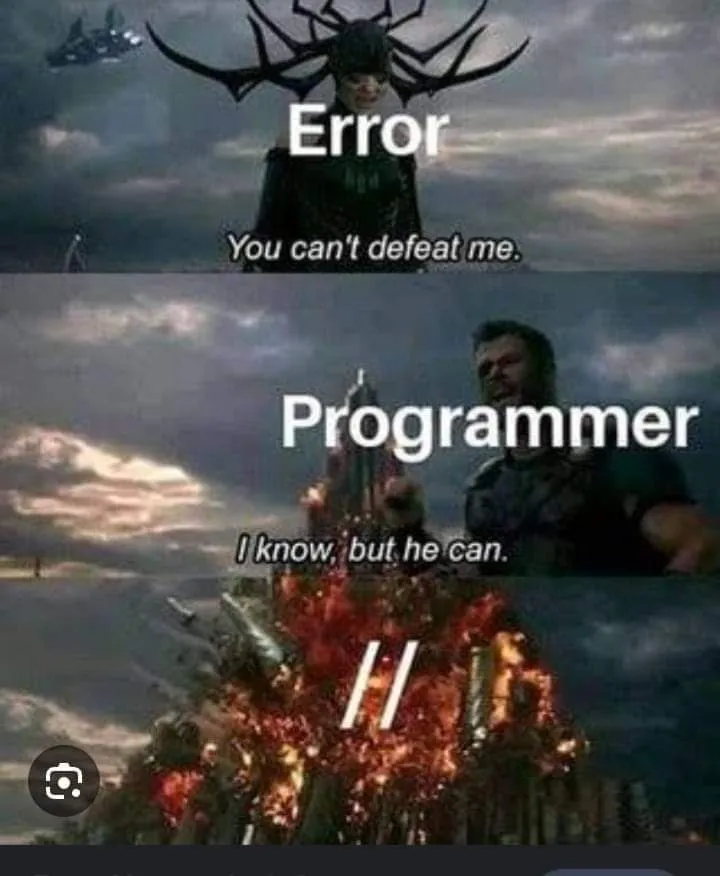 Error
You can't defeat me.
Programmer
I know, but he can.
//